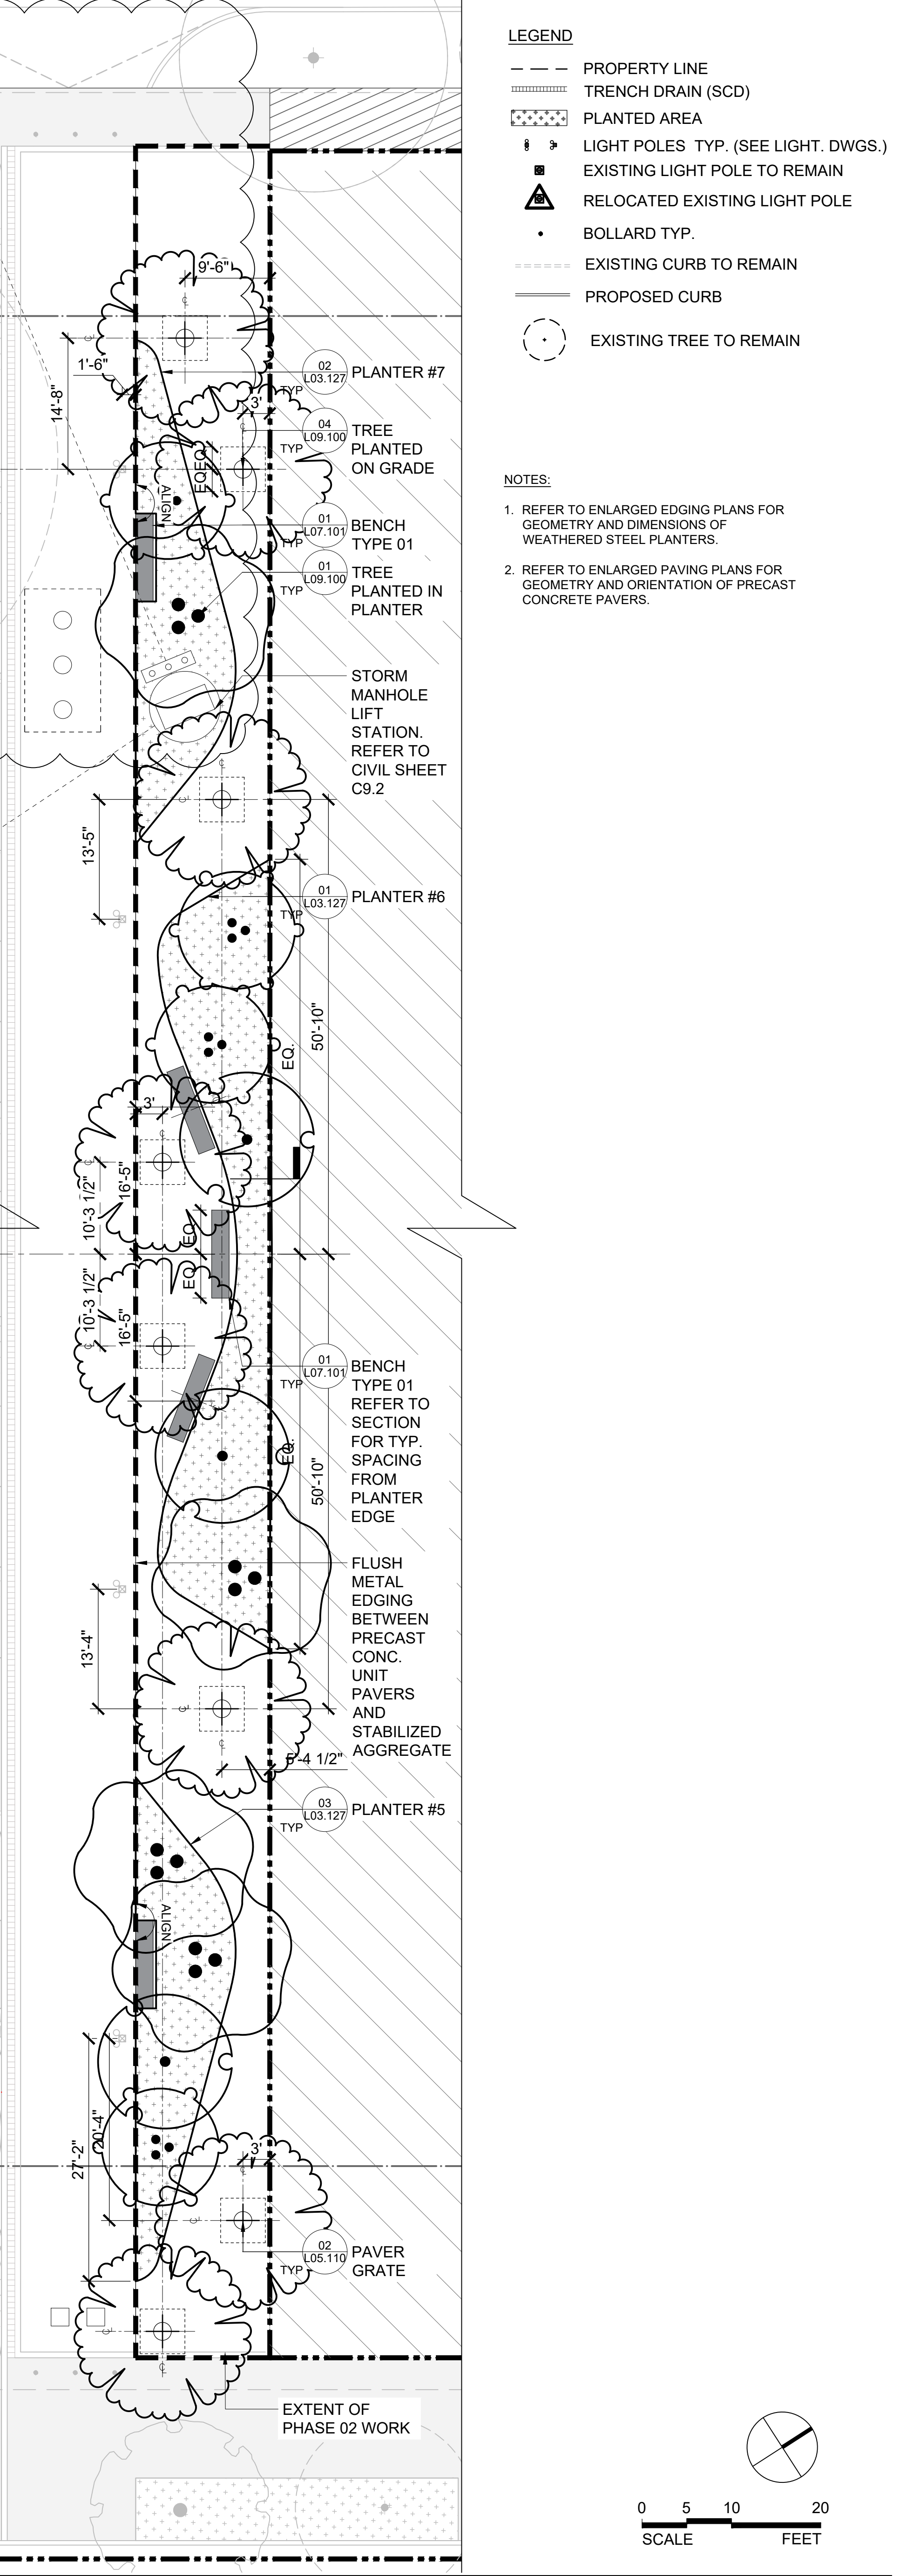 LEGEND
PROPERTY LINE
TRENCH DRAIN (SCD)
PLANTED AREA
LIGHT POLES TYP. (SEE LIGHT. DWGS.)
EXISTING LIGHT POLE TO REMAIN
RELOCATED EXISTING LIGHT POLE
BOLLARD TYP.
EXISTING CURB TO REMAIN
PROPOSED CURB
EXISTING TREE TO REMAIN
NOTES:
1. REFER TO ENLARGED EDGING PLANS FOR
GEOMETRY AND DIMENSIONS OF
WEATHERED STEEL PLANTERS.
2. REFER TO ENLARGED PAVING PLANS FOR
GEOMETRY AND ORIENTATION OF PRECAST
CONCRETE PAVERS.
9'-6"
1'-6"
14'-8"
02
L03.127
TYP
PLANTER #7
3'
04
L09.100
TYP
TREE
PLANTED
ON GRADE
EQ
EQ
ALIGN
01
L07.101
TYP
BENCH
TYPE 01
01
L09.100
TYP
TREE
PLANTED IN
PLANTER
STORM
MANHOLE
LIFT
STATION.
REFER TO
CIVIL SHEET
C9.2
13'-5"
01
L03.127
TYP
PLANTER #6
50'-10"
EQ.
3'
10'-3 1/2"
16'-5"
EQ
EQ
10'-3 1/2"
16'-5"
01
L07.101
TYP
BENCH
TYPE 01
REFER TO
SECTION
FOR TYP.
SPACING
FROM
PLANTER
EDGE
EQ.
50'-10"
FLUSH
METAL
EDGING
BETWEEN
PRECAST
CONC.
UNIT
PAVERS
AND
STABILIZED
AGGREGATE
13'-4"
5'-4 1/2"
03
L03.127
TYP
PLANTER #5
ALIGN
27'-2"
20'-4"
3'
02
L05.110
TYP
PAVER
GRATE
EXTENT OF
PHASE 02 WORK
0 5 10 20
SCALE FEET